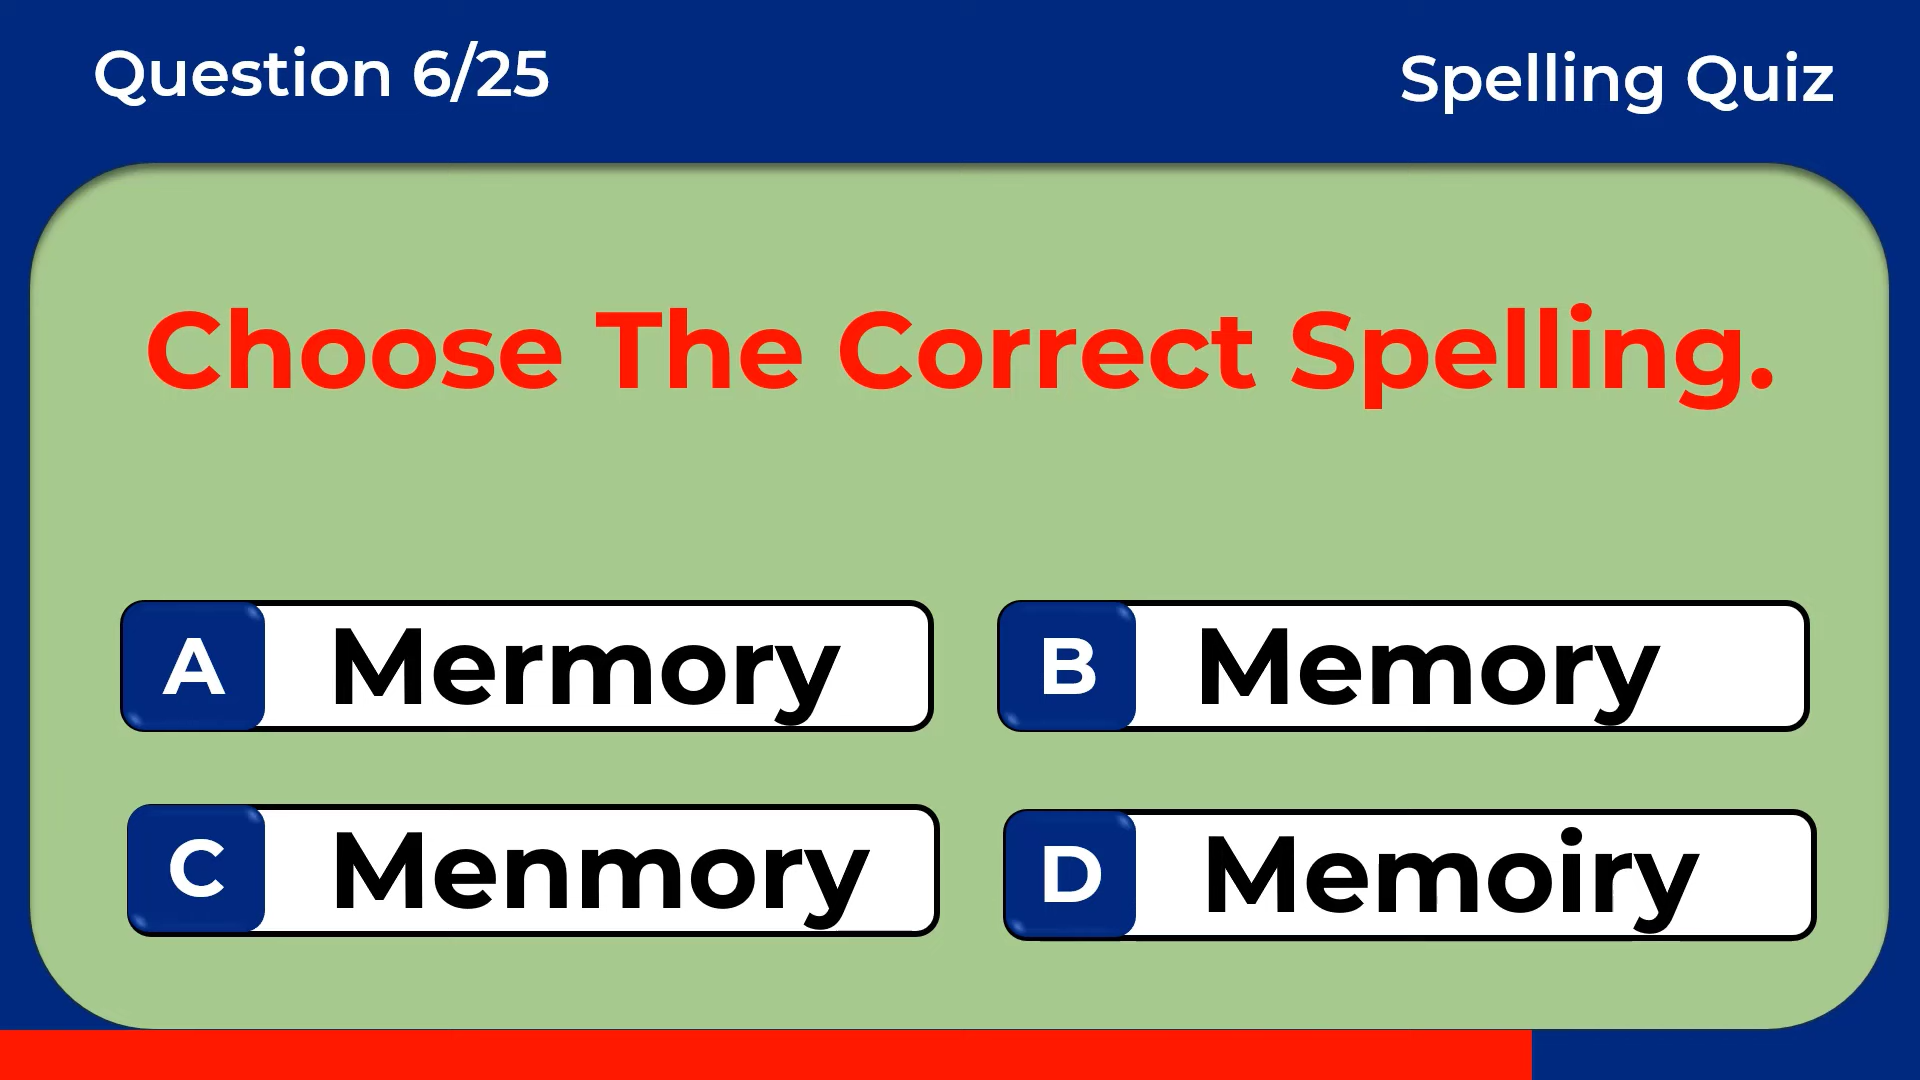 Question 6/25
Spelling Quiz
Choose The Correct Spelling.
A Mermory
B Memory
C Menmory
D Memoiry